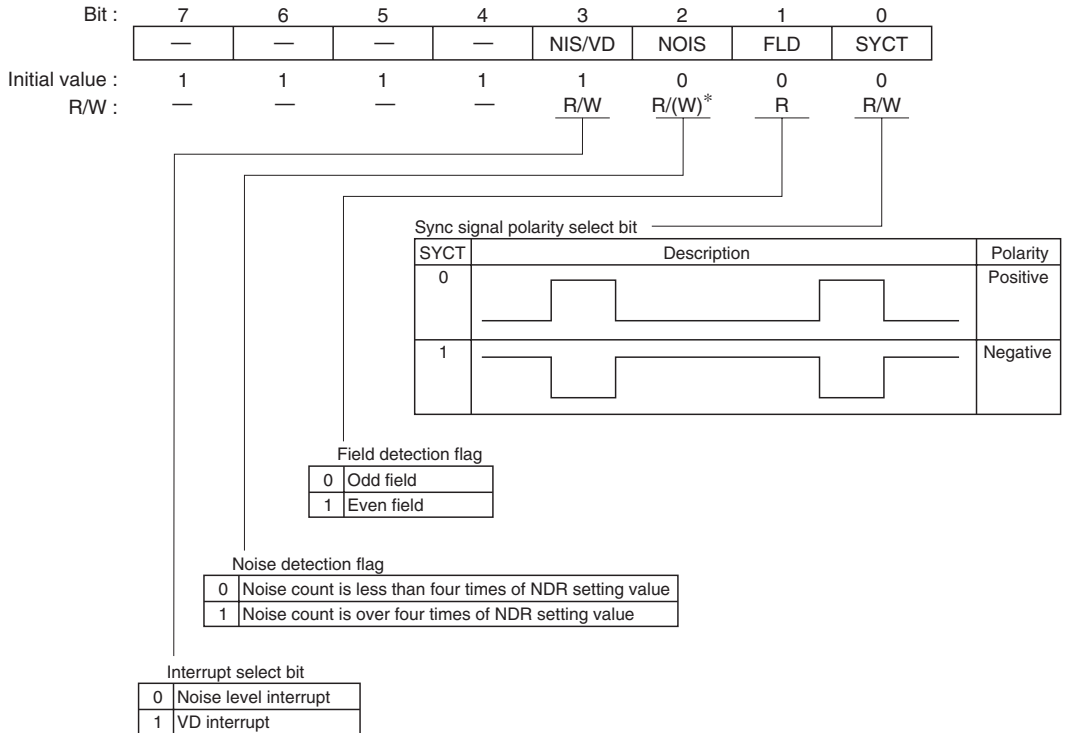 Bit : 7 6 5 4 3 2 1 0
— — — — NIS/VD NOIS FLD SYCT
Initial value : 1 1 1 1 1 0 0 0
R/W : — — — — R/W R/(W)* R R/W
Sync signal polarity select bit
SYCT Description Polarity
0 Positive
1 Negative
Field detection flag
0 Odd field
1 Even field
Noise detection flag
0 Noise count is less than four times of NDR setting value
1 Noise count is over four times of NDR setting value
Interrupt select bit
0 Noise level interrupt
1 VD interrupt